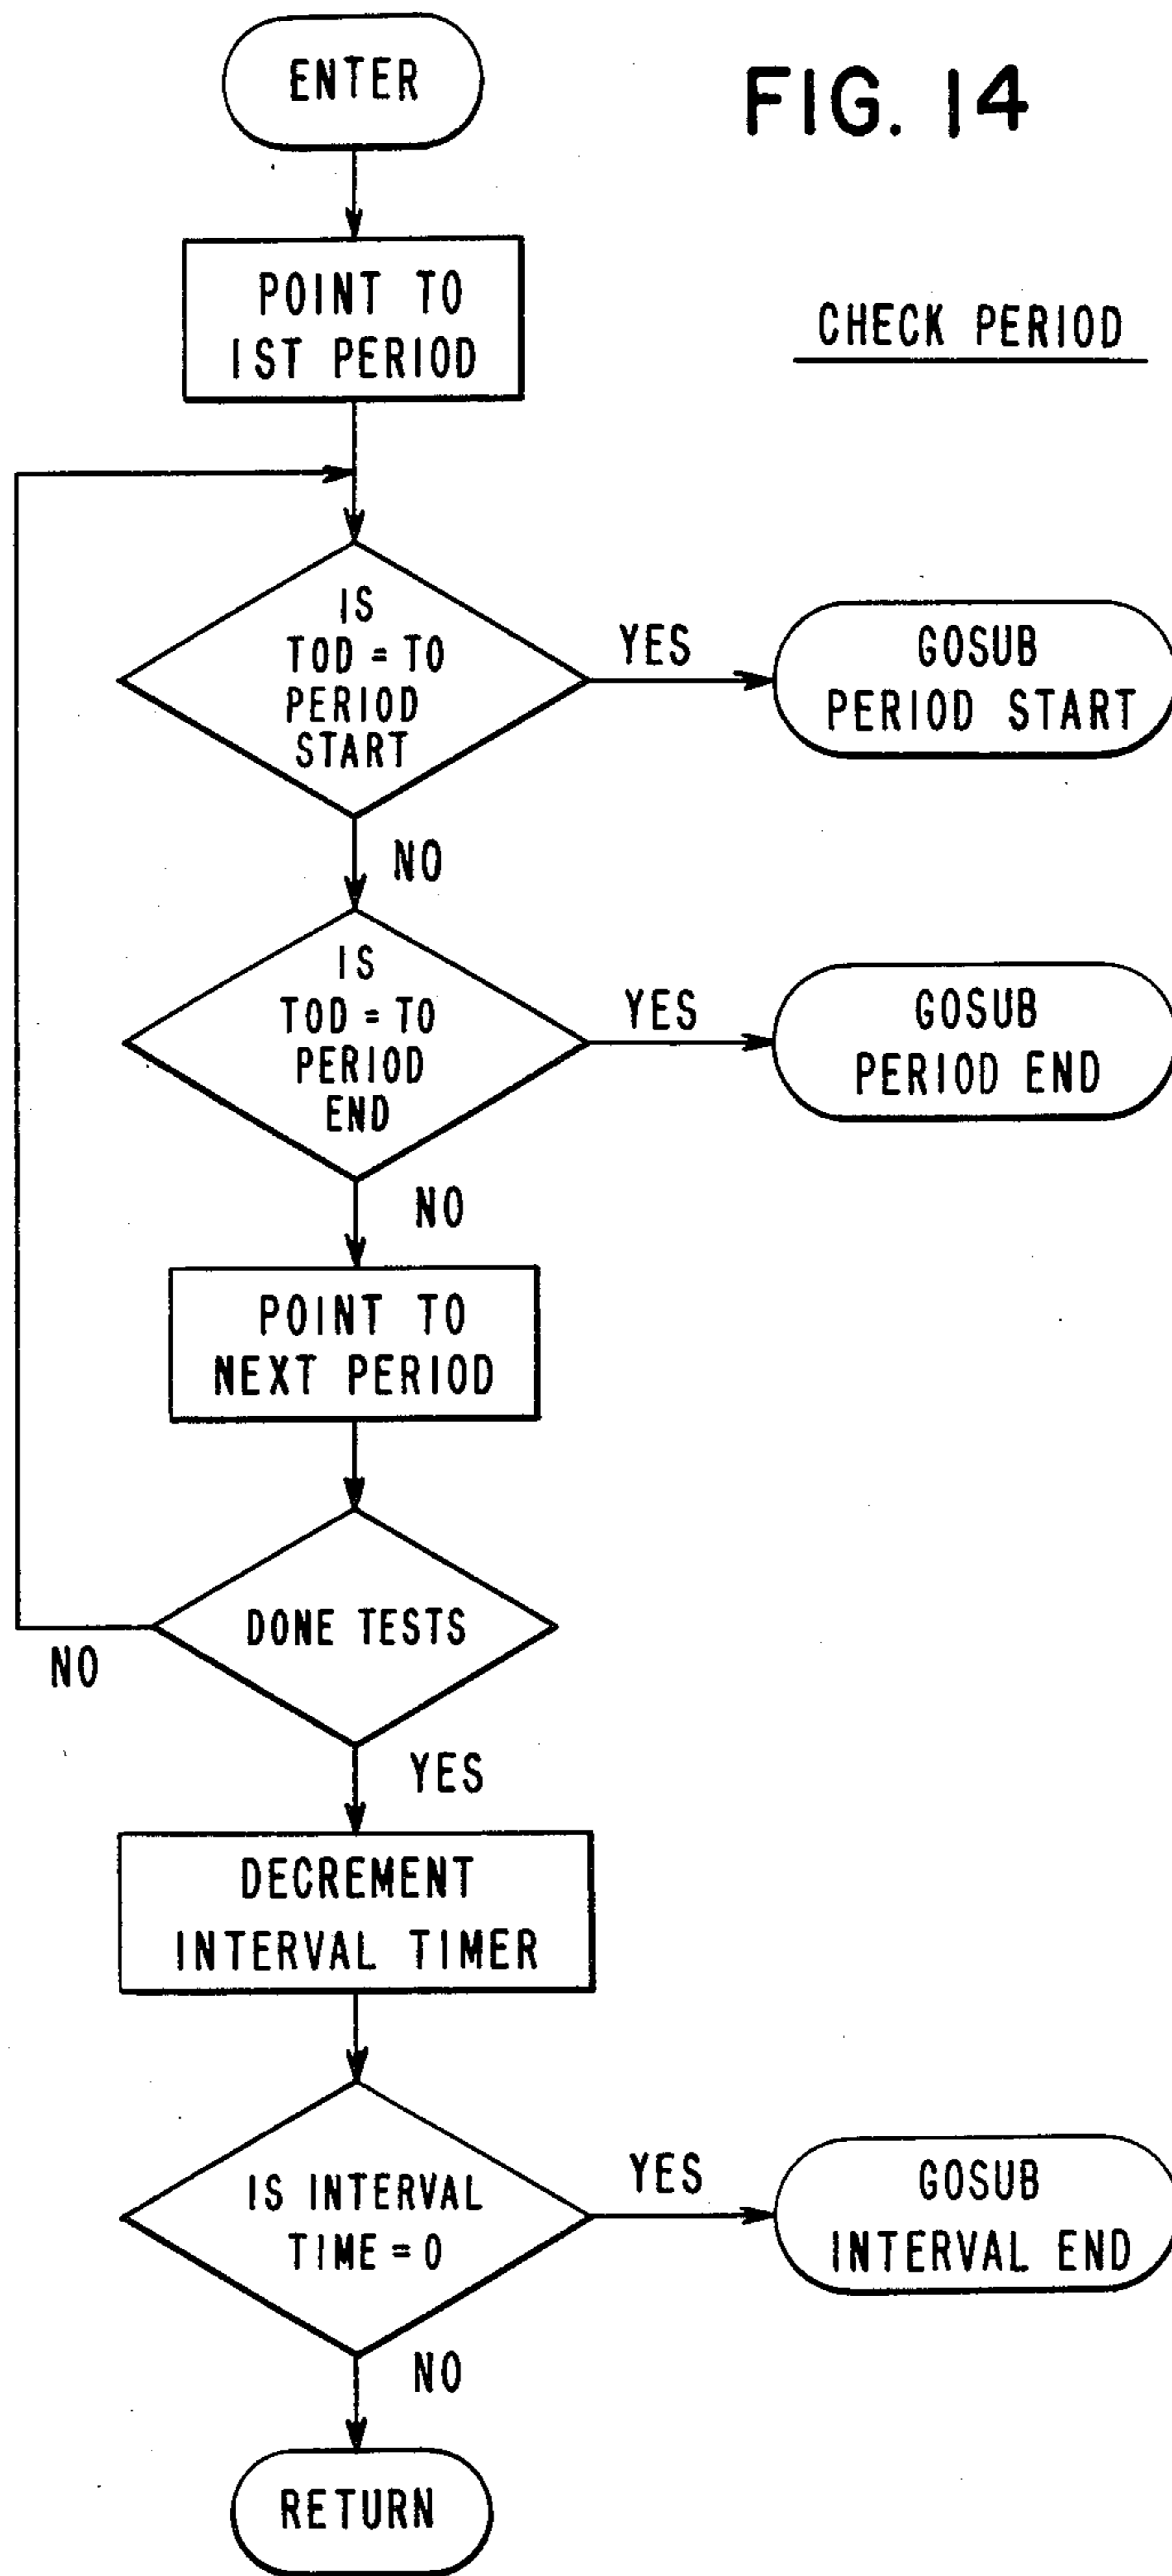 ENTER
FIG. 14
POINT TO
1ST PERIOD
CHECK PERIOD
IS
TOD = TO
PERIOD
START
YES
GOSUB
PERIOD START
NO
IS
TOD = TO
PERIOD
END
YES
GOSUB
PERIOD END
NO
POINT TO
NEXT PERIOD
DONE TESTS
NO
YES
DECREMENT
INTERVAL TIMER
IS INTERVAL
TIME = 0
YES
GOSUB
INTERVAL END
NO
RETURN